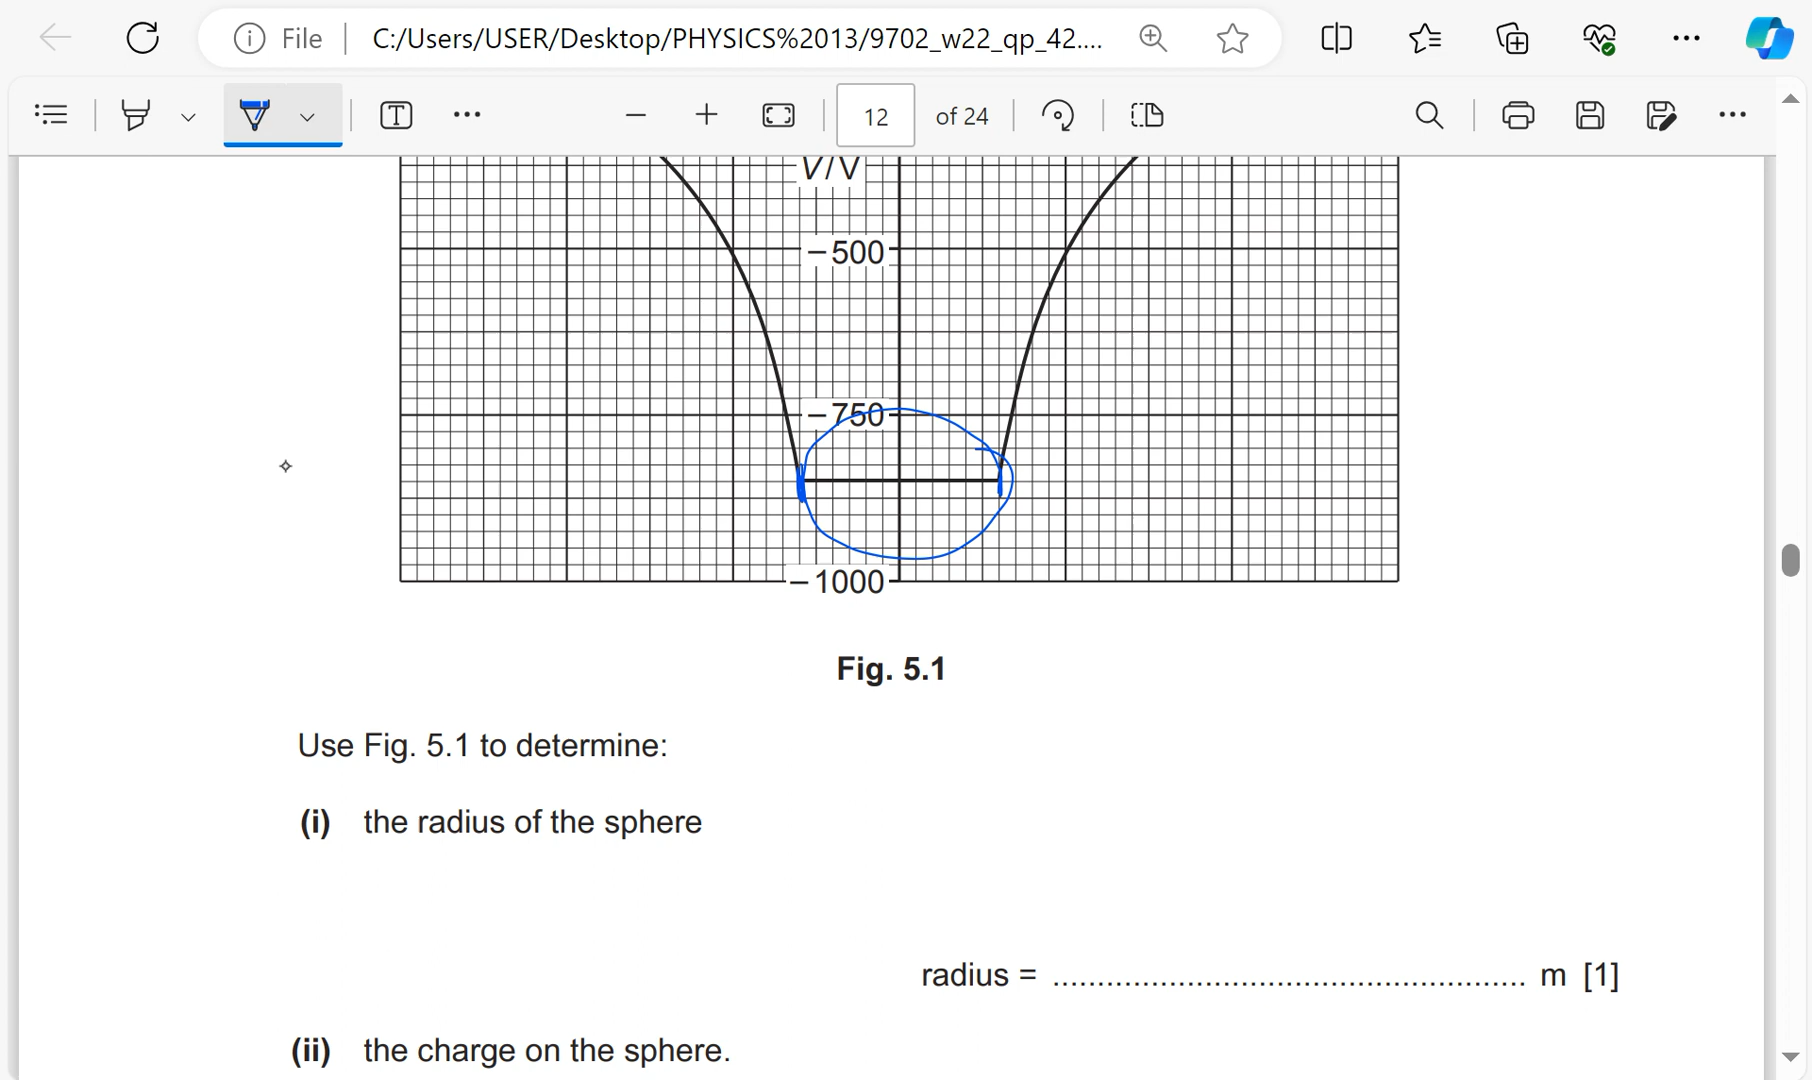 File C:/Users/USER/Desktop/PHYSICS%2013/9702_w22_qp_42....
12 of 24
V/V
−500
−750
−1000
Fig. 5.1
Use Fig. 5.1 to determine:
(i) the radius of the sphere
radius = .................................................... m [1]
(ii) the charge on the sphere.